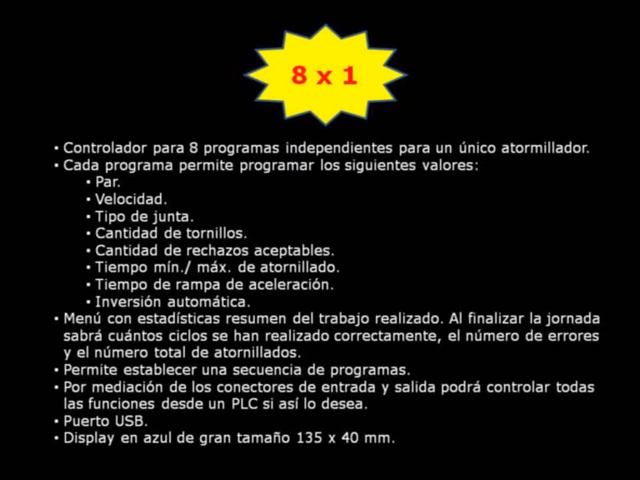 8 x 1
• Controlador para 8 programas independientes para un único atormillador.
• Cada programa permite programar los siguientes valores:
• Par.
• Velocidad.
• Tipo de junta.
• Cantidad de tornillos.
• Cantidad de rechazos aceptables.
• Tiempo mín./ máx. de atornillado.
• Tiempo de rampa de aceleración.
• Inversión automática.
• Menú con estadísticas resumen del trabajo realizado. Al finalizar la jornada
sabrá cuántos ciclos se han realizado correctamente, el número de errores
y el número total de atornillados.
• Permite establecer una secuencia de programas.
• Por mediación de los conectores de entrada y salida podrá controlar todas
las funciones desde un PLC si así lo desea.
• Puerto USB.
• Display en azul de gran tamaño 135 x 40 mm.